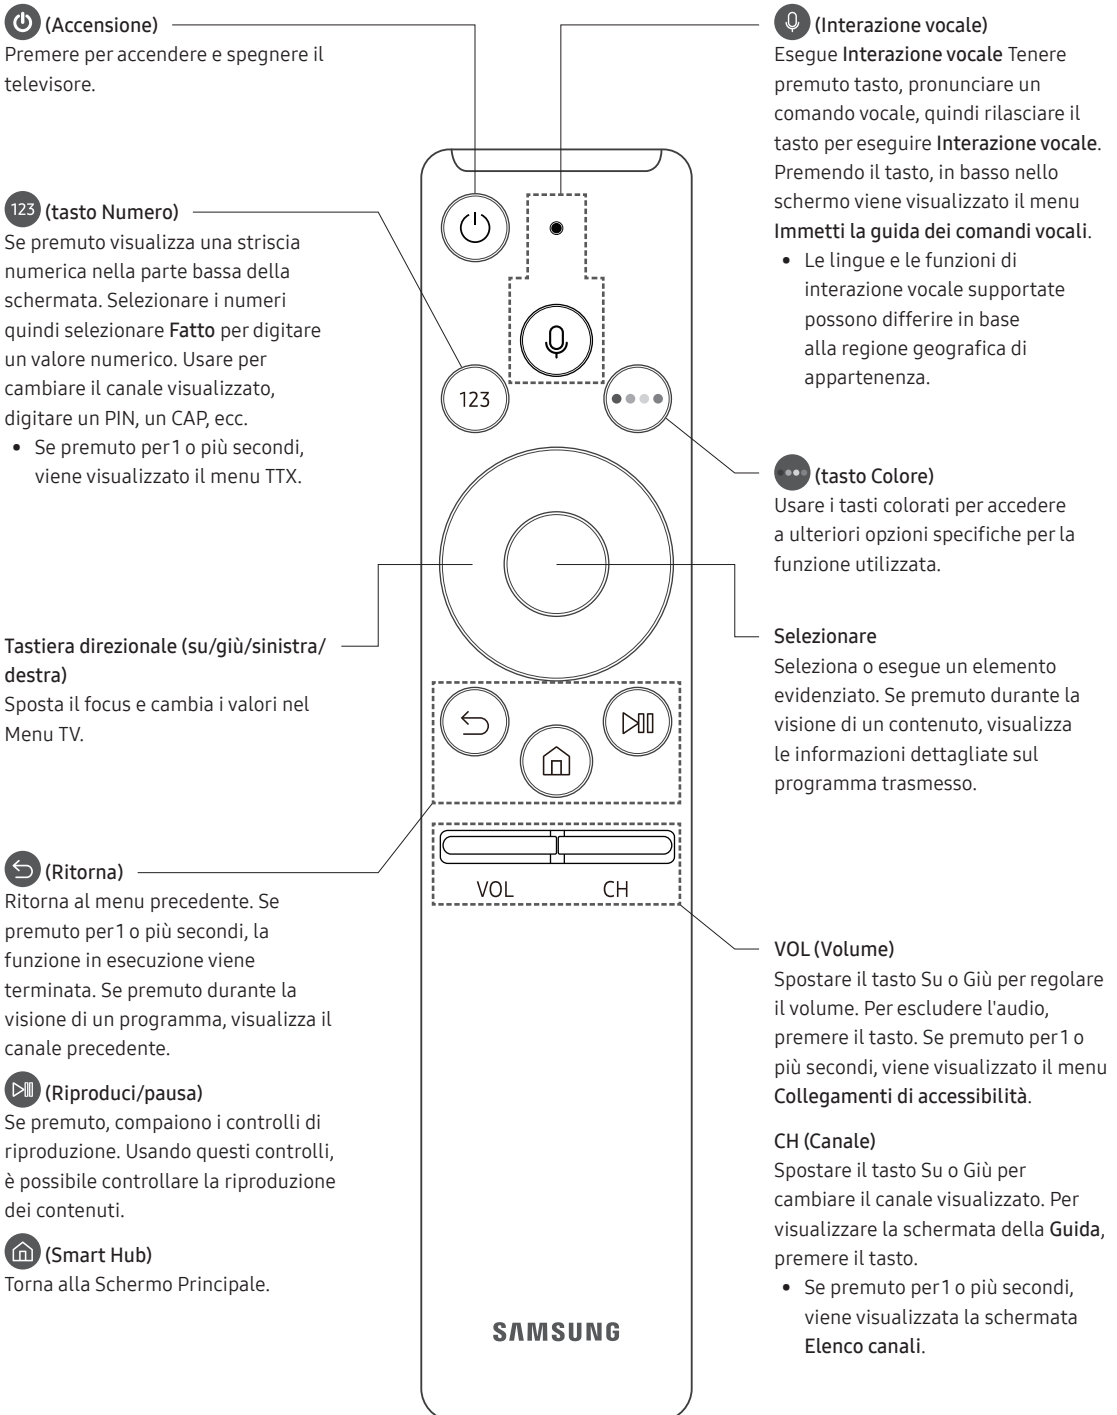 (Accensione)
Premere per accendere e spegnere il
televisore.
123 (tasto Numero)
Se premuto visualizza una striscia
numerica nella parte bassa della
schermata. Selezionare i numeri
quindi selezionare Fatto per digitare
un valore numerico. Usare per
cambiare il canale visualizzato,
digitare un PIN, un CAP, ecc.
• Se premuto per 1 o più secondi,
viene visualizzato il menu TTX.
Tastiera direzionale (su/giù/sinistra/
destra)
Sposta il focus e cambia i valori nel
Menu TV.
(Ritorna)
Ritorna al menu precedente. Se
premuto per 1 o più secondi, la
funzione in esecuzione viene
terminata. Se premuto durante la
visione di un programma, visualizza il
canale precedente.
(Riproduci/pausa)
Se premuto, compaiono i controlli di
riproduzione. Usando questi controlli,
è possibile controllare la riproduzione
dei contenuti.
(Smart Hub)
Torna alla Schermo Principale.
123
VOL
CH
SAMSUNG
(Interazione vocale)
Esegue Interazione vocale Tenere
premuto tasto, pronunciare un
comando vocale, quindi rilasciare il
tasto per eseguire Interazione vocale.
Premendo il tasto, in basso nello
schermo viene visualizzato il menu
Immetti la guida dei comandi vocali.
• Le lingue e le funzioni di
interazione vocale supportate
possono differire in base
alla regione geografica di
appartenenza.
(tasto Colore)
Usare i tasti colorati per accedere
a ulteriori opzioni specifiche per la
funzione utilizzata.
Selezionare
Seleziona o esegue un elemento
evidenziato. Se premuto durante la
visione di un contenuto, visualizza
le informazioni dettagliate sul
programma trasmesso.
VOL (Volume)
Spostare il tasto Su o Giù per regolare
il volume. Per escludere l'audio,
premere il tasto. Se premuto per 1 o
più secondi, viene visualizzato il menu
Collegamenti di accessibilità.
CH (Canale)
Spostare il tasto Su o Giù per
cambiare il canale visualizzato. Per
visualizzare la schermata della Guida,
premere il tasto.
• Se premuto per 1 o più secondi,
viene visualizzata la schermata
Elenco canali.